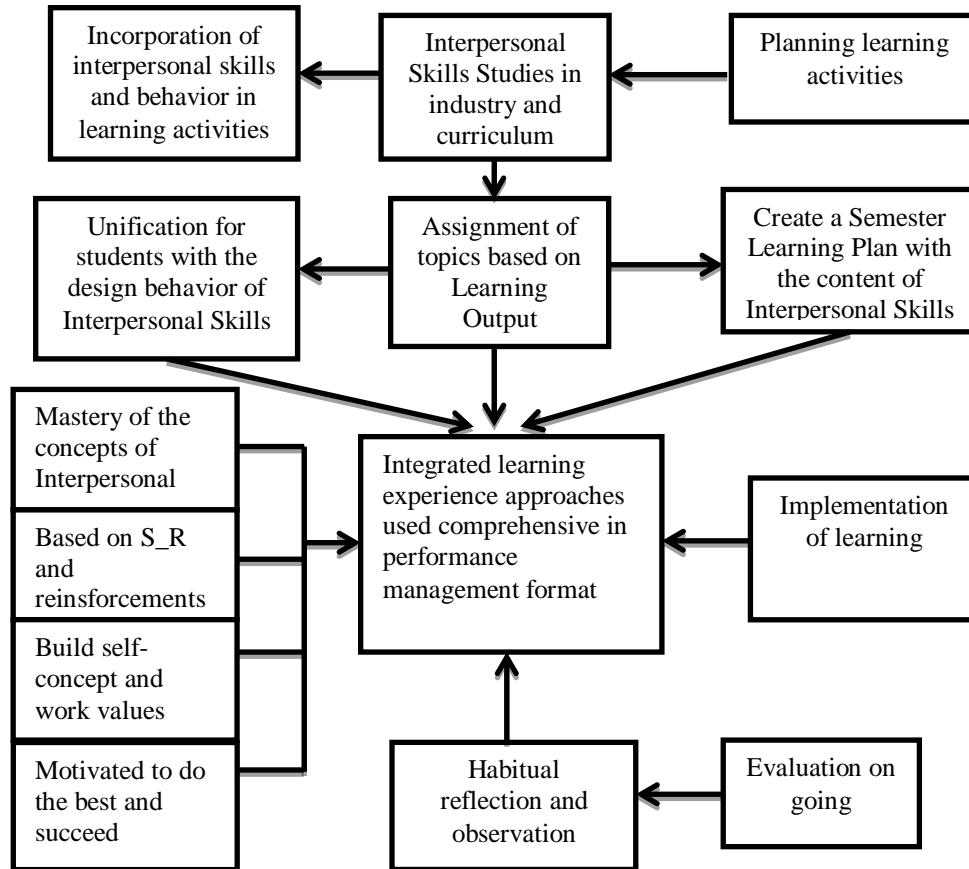 Incorporation of
interpersonal skills
and behavior in
learning activities
Interpersonal
Skills Studies in
industry and
curriculum
Planning learning
activities
Unification for
students with the
design behavior of
Interpersonal Skills
Assignment of
topics based on
Learning
Output
Create a Semester
Learning Plan with
the content of
Interpersonal Skills
Mastery of the
concepts of
Interpersonal
Based on S_R
and
reinsforcements
Build self-
concept and
work values
Motivated to do
the best and
succeed
Integrated learning
experience approaches
used comprehensive in
performance
management format
Implementation
of learning
Habitual
reflection and
observation
Evaluation on
going